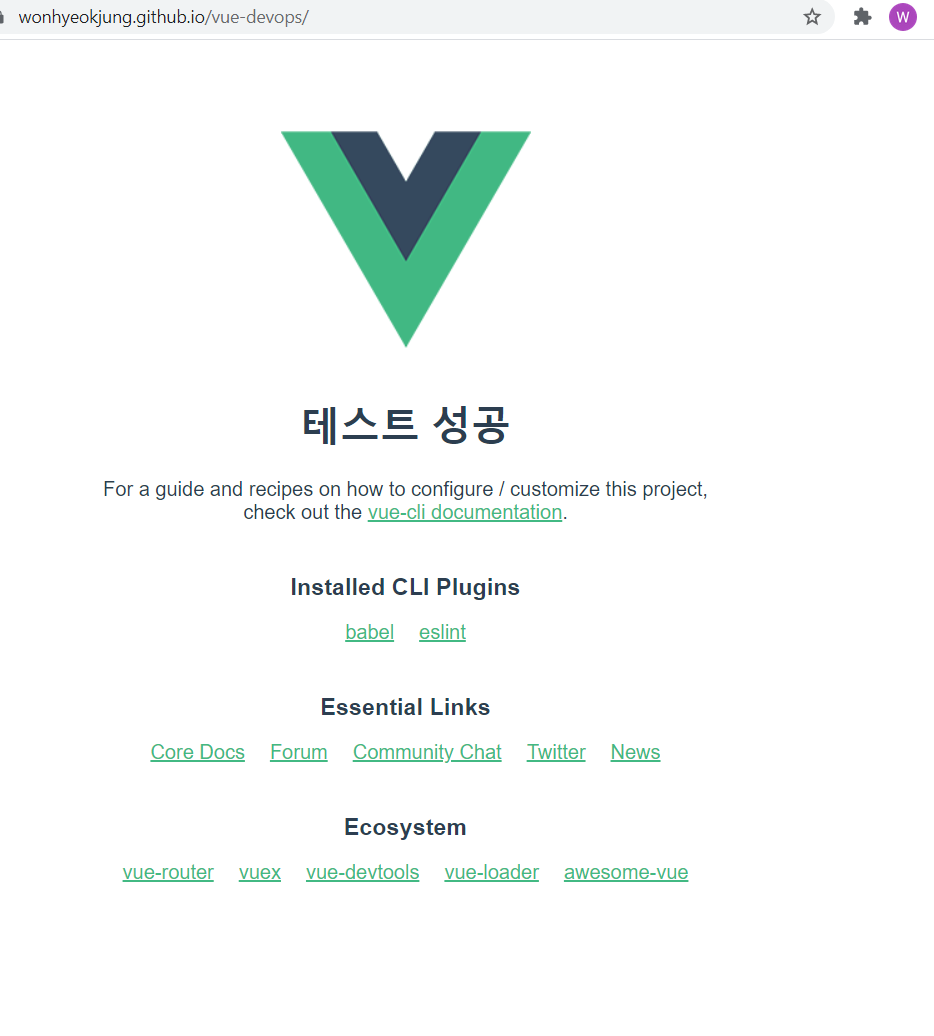 wonhyeokjung.github.io/vue-devops/
W
테스트 성공
For a guide and recipes on how to configure / customize this project,
check out the vue-cli documentation.
Installed CLI Plugins
babel eslint
Essential Links
Core Docs Forum Community Chat Twitter News
Ecosystem
vue-router vuex vue-devtools vue-loader awesome-vue